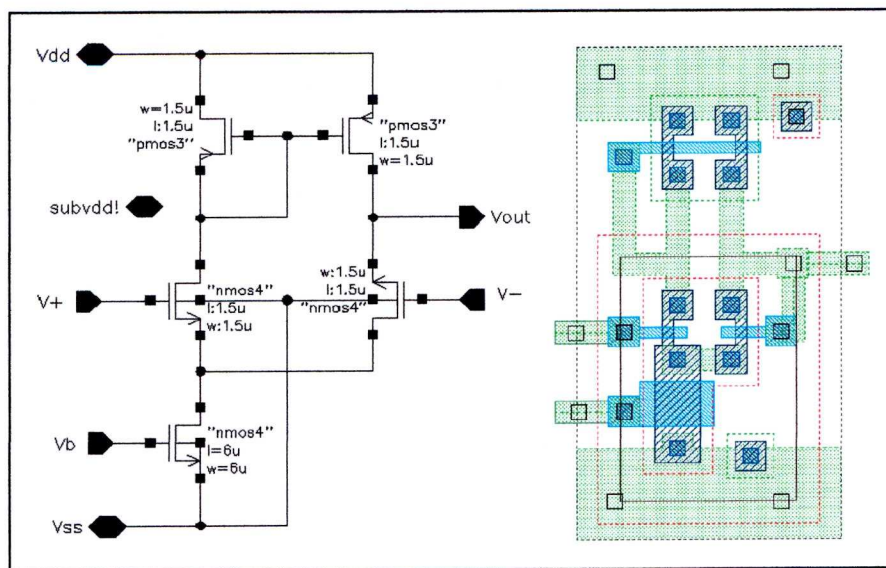 Vdd
w=1.5u
l:1.5u
"pmos3"
"pmos3"
l:1.5u
w=1.5u
subvdd!
Vout
V+
"nmos4"
l:1.5u
w:1.5u
w:1.5u
l:1.5u
"nmos4"
V-
Vb
"nmos4"
l=6u
w=6u
Vss